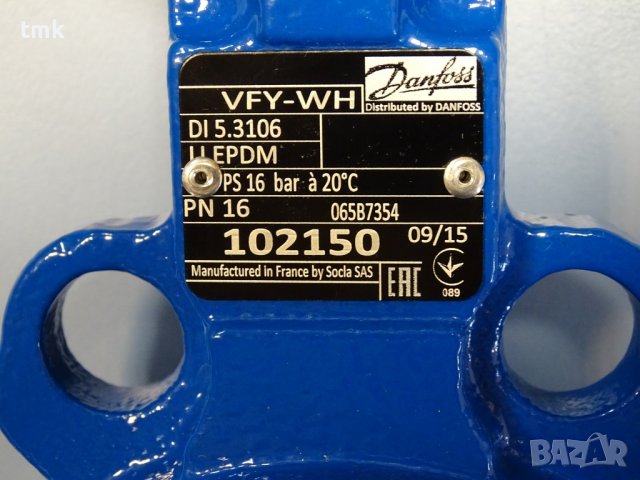 tmk
VFY-WH
Danfoss
Distributed by DANFOSS
DI 5.3106
EPDM
PS 16 bar à 20°C
PN 16
065B7354
102150
09/15
Manufactured in France by Socla SAS
EAC
089
BAZAR